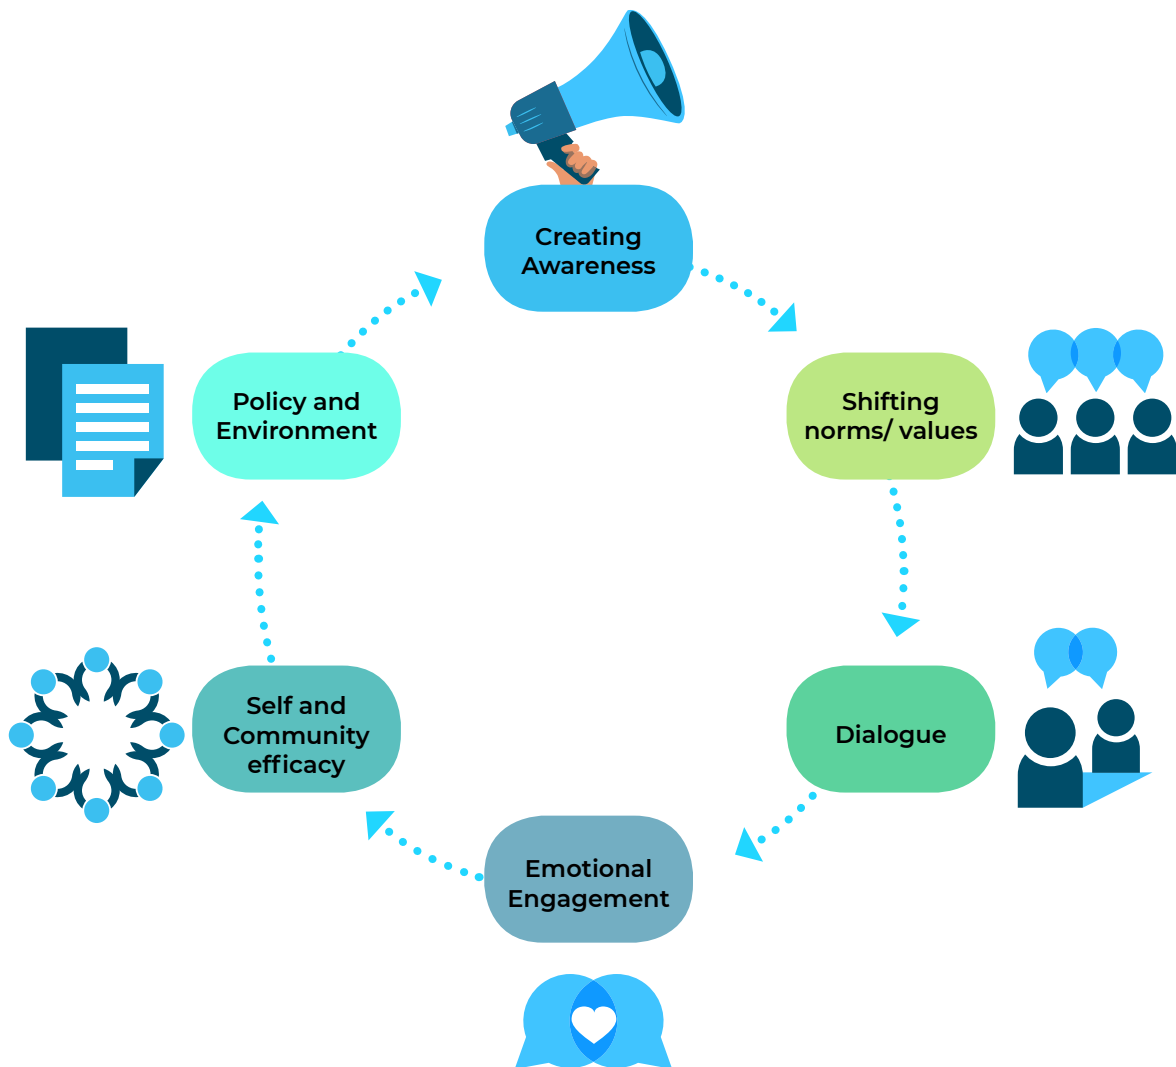 Creating
Awareness
Shifting
norms/ values
Dialogue
Emotional
Engagement
Self and
Community
efficacy
Policy and
Environment